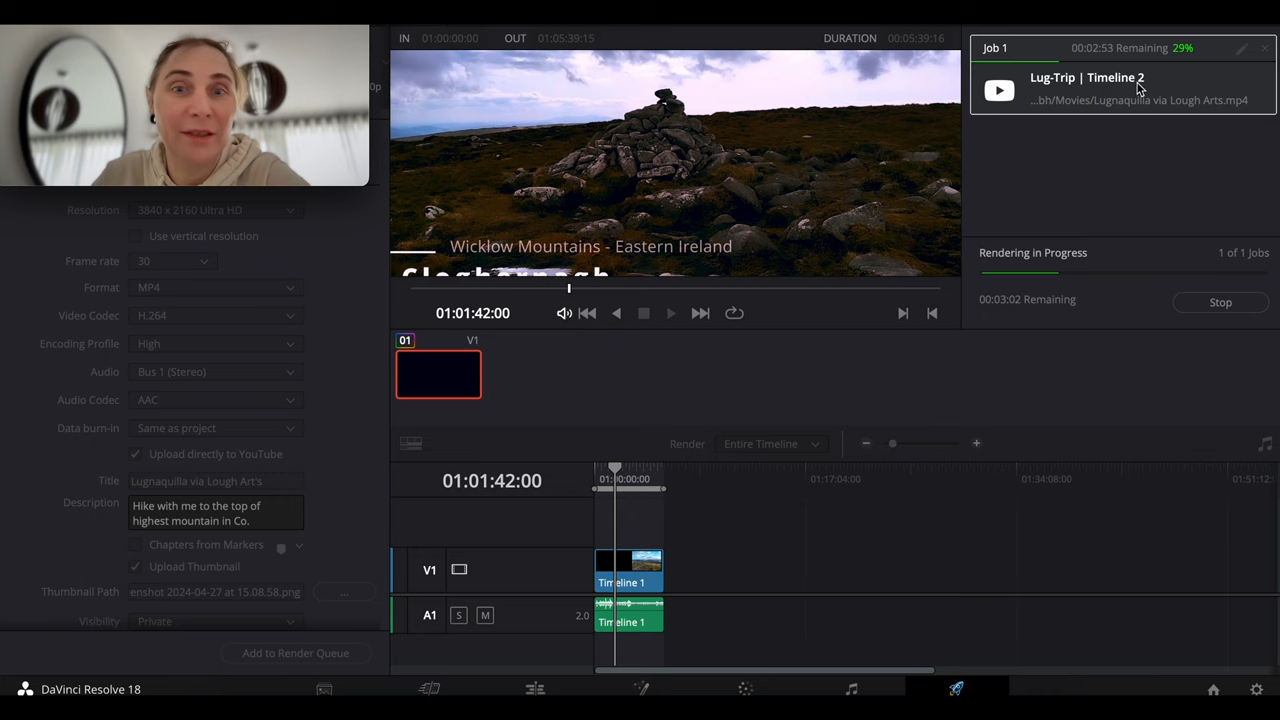 IN 01:00:00:00 OUT 01:05:39:15 DURATION 00:05:39:16
Job 1 00:02:53 Remaining 29%
Lug-Trip | Timeline 2
...bh/Movies/Lugnaquilla via Lough Arts.mp4
0p
Resolution 3840 x 2160 Ultra HD
Use vertical resolution
Frame rate 30
Format MP4
Video Codec H.264
Encoding Profile High
Audio Bus 1 (Stereo)
Audio Codec AAC
Data burn-in Same as project
Upload directly to YouTube
Title Lugnaquilla via Lough Art's
Description Hike with me to the top of
highest mountain in Co.
Chapters from Markers
Upload Thumbnail
Thumbnail Path enshot 2024-04-27 at 15.08.58.png ...
Visibility Private
Add to Render Queue
Wicklow Mountains - Eastern Ireland
Rendering in Progress 1 of 1 Jobs
00:03:02 Remaining Stop
01:01:42:00
01 V1
Render Entire Timeline
01:01:42:00 01:00:00:00 01:17:04:00 01:34:08:00 01:51:12:
V1 Timeline 1
A1 S M 2.0 Timeline 1
DaVinci Resolve 18